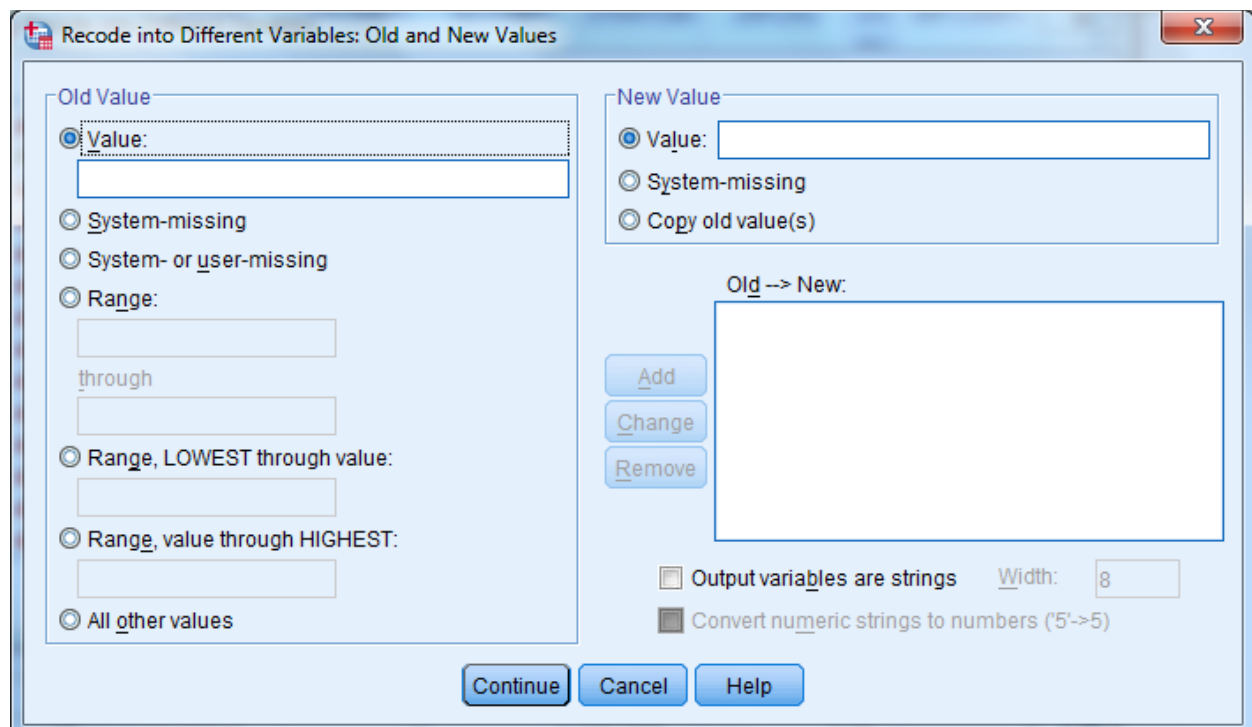 Recode into Different Variables: Old and New Values
Old Value
Value:
System-missing
System- or user-missing
Range:
through
Range, LOWEST through value:
Range, value through HIGHEST:
All other values
New Value
Value:
System-missing
Copy old value(s)
Old --> New:
Add
Change
Remove
Output variables are strings Width: 8
Convert numeric strings to numbers ('5'->5)
Continue Cancel Help